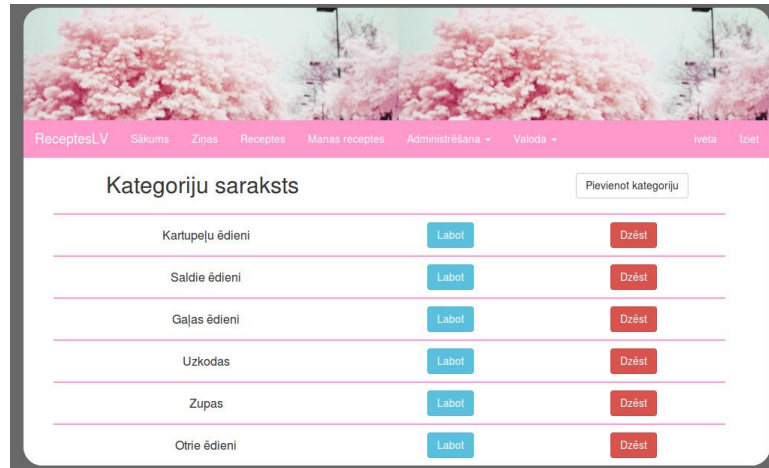 ReceptesLV Sākums Ziņas Receptes Manas receptes Administrēšana Valoda iveta Iziet
Kategoriju saraksts Pievienot kategoriju
Kartupeļu ēdieni Labot Dzēst
Saldie ēdieni Labot Dzēst
Gaļas ēdieni Labot Dzēst
Uzkodas Labot Dzēst
Zupas Labot Dzēst
Otrie ēdieni Labot Dzēst